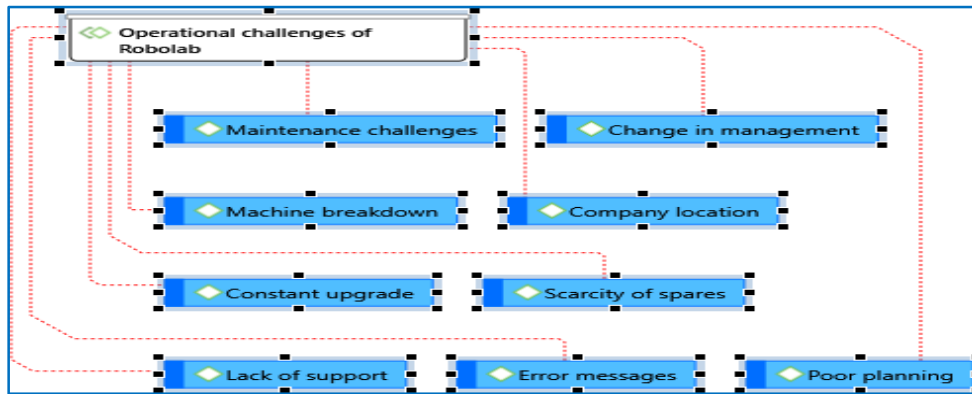 Operational challenges of
Robolab
Maintenance challenges
Change in management
Machine breakdown
Company location
Constant upgrade
Scarcity of spares
Lack of support
Error messages
Poor planning